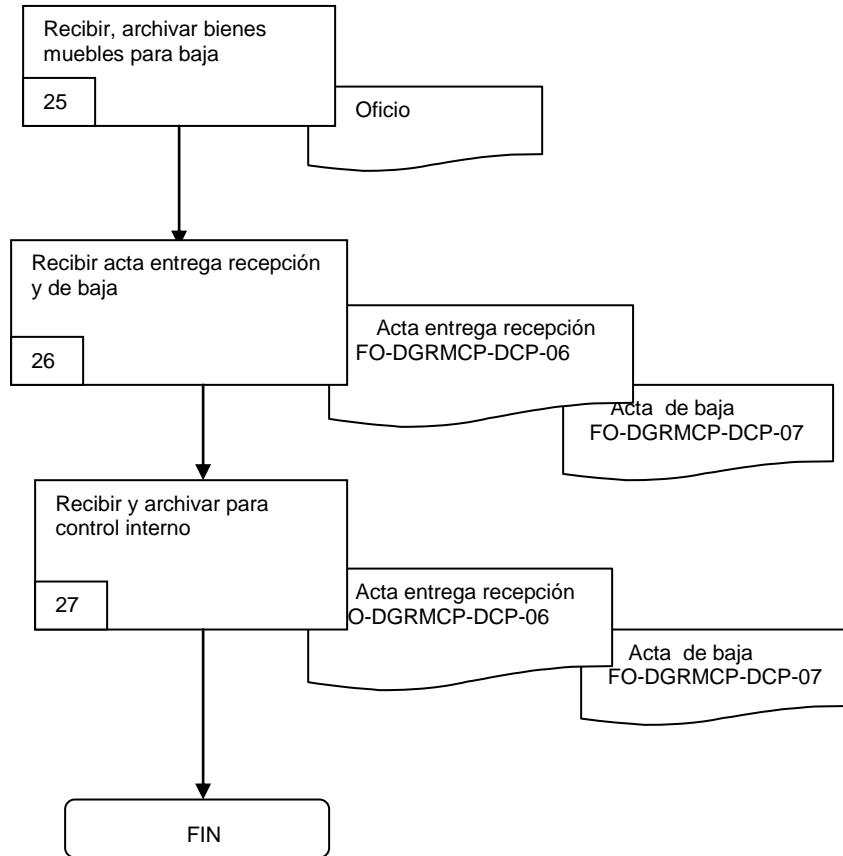 Recibir, archivar bienes
muebles para baja
25
Oficio
Recibir acta entrega recepción
y de baja
26
Acta entrega recepción
FO-DGRMCP-DCP-06
Acta de baja
FO-DGRMCP-DCP-07
Recibir y archivar para
control interno
27
Acta entrega recepción
O-DGRMCP-DCP-06
Acta de baja
FO-DGRMCP-DCP-07
FIN